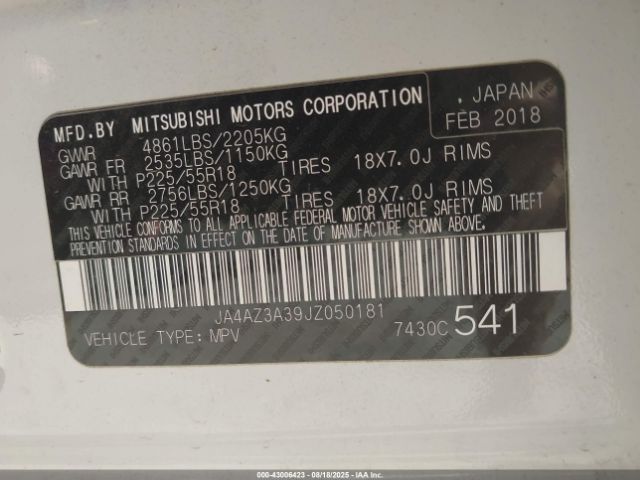 MFD.BY MITSUBISHI MOTORS CORPORATION . JAPAN
FEB 2018
GVWR 4861LBS/2205KG
GAWR FR 2535LBS/1150KG
WITH P225/55R18 TIRES 18X7.0J RIMS
GAWR RR 2756LBS/1250KG
WITH P225/55R18 TIRES 18X7.0J RIMS
THIS VEHICLE CONFORMS TO ALL APPLICABLE FEDERAL MOTOR VEHICLE SAFETY AND THEFT
PREVENTION STANDARDS IN EFFECT ON THE DATE OF MANUFACTURE SHOWN ABOVE.
JA4AZ3A39JZ050181
VEHICLE TYPE: MPV 7430C 541
000-43006423 - 08/18/2025 - IAAI.COM